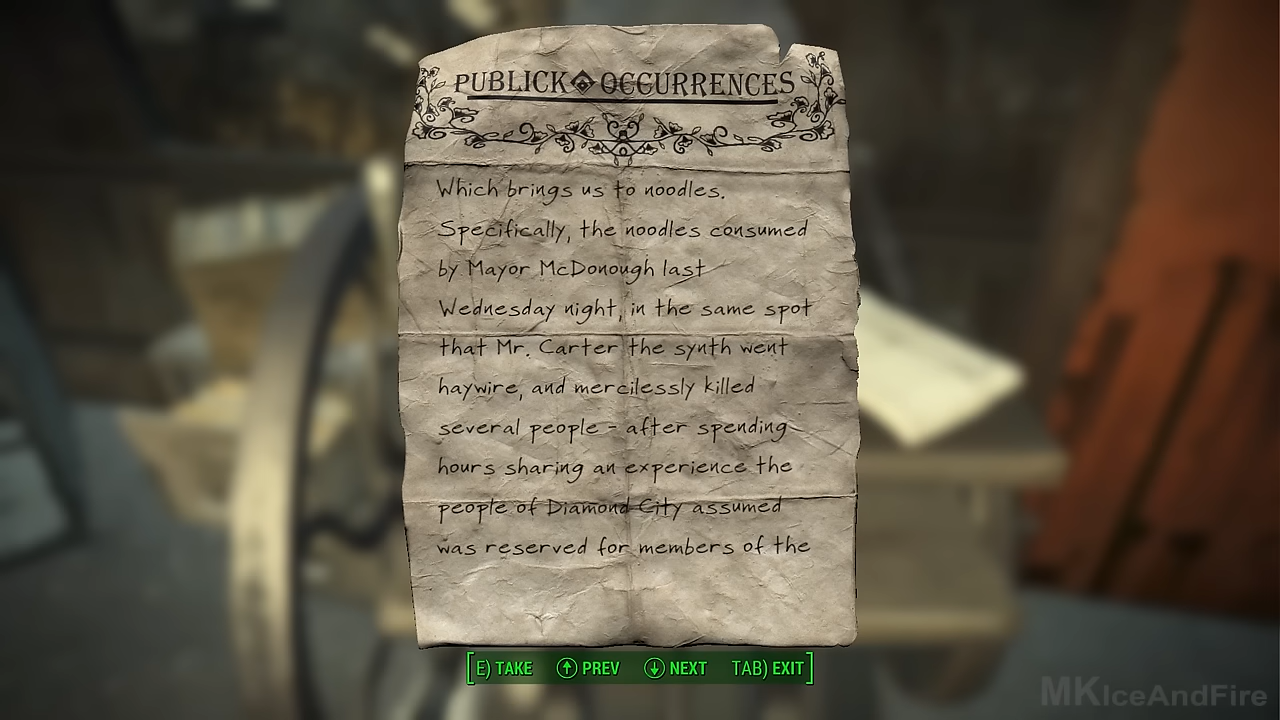 PUBLICK OCCURRENCES
Which brings us to noodles.
Specifically, the noodles consumed
by Mayor McDonough last
Wednesday night, in the same spot
that Mr. Carter the synth went
haywire, and mercilessly killed
several people - after spending
hours sharing an experience the
people of Diamond City assumed
was reserved for members of the
E) TAKE PREV NEXT TAB) EXIT
MKIceAndFire